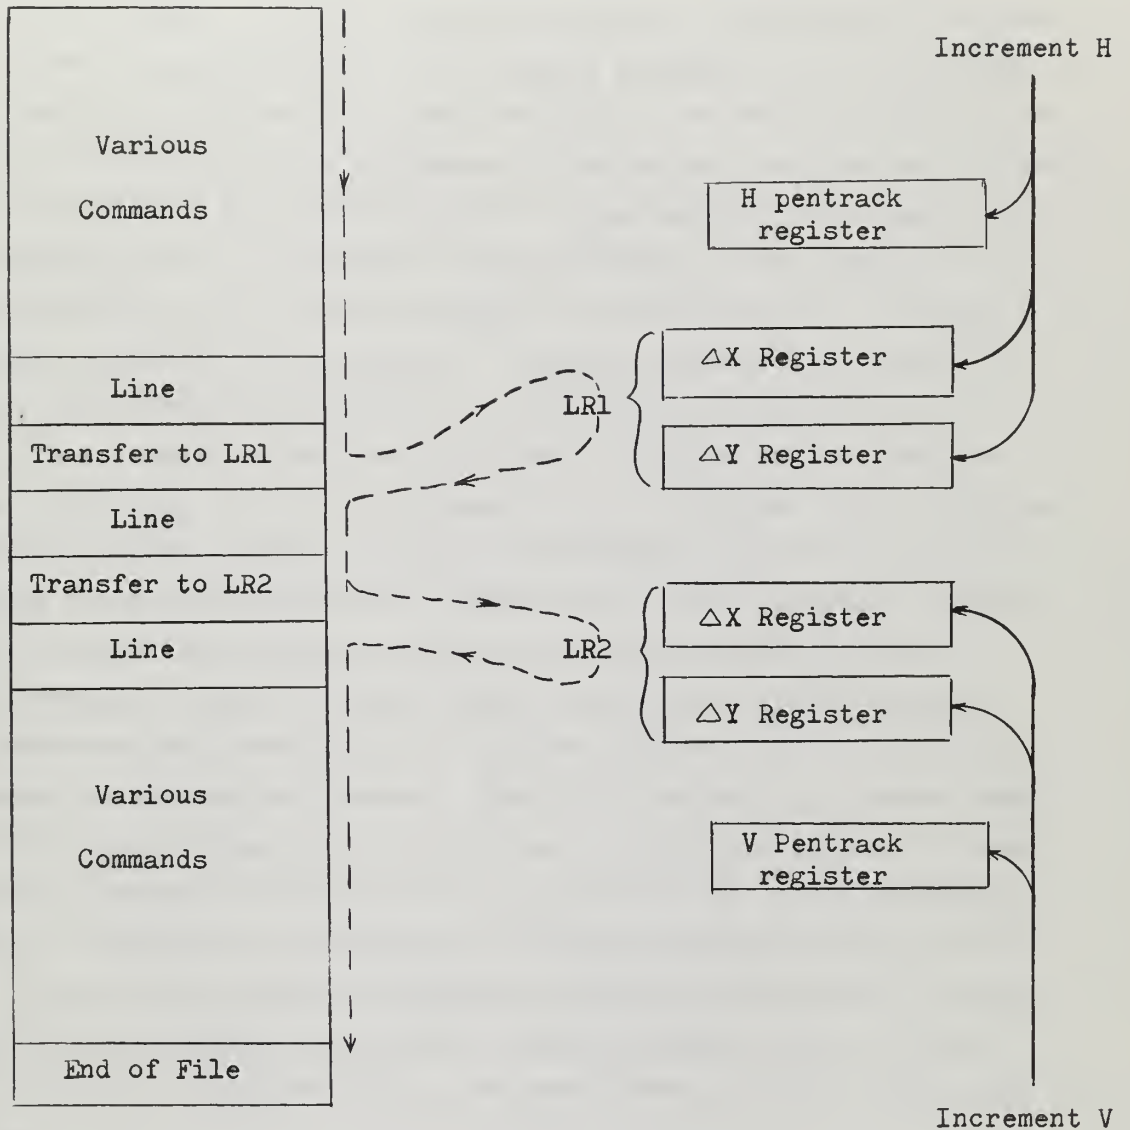 Increment H
Various
Commands
H pentrack
register
Line
Transfer to LR1
Line
Transfer to LR2
Line
LR1
△X Register
△Y Register
LR2
△X Register
△Y Register
Various
Commands
V Pentrack
register
End of File
Increment V